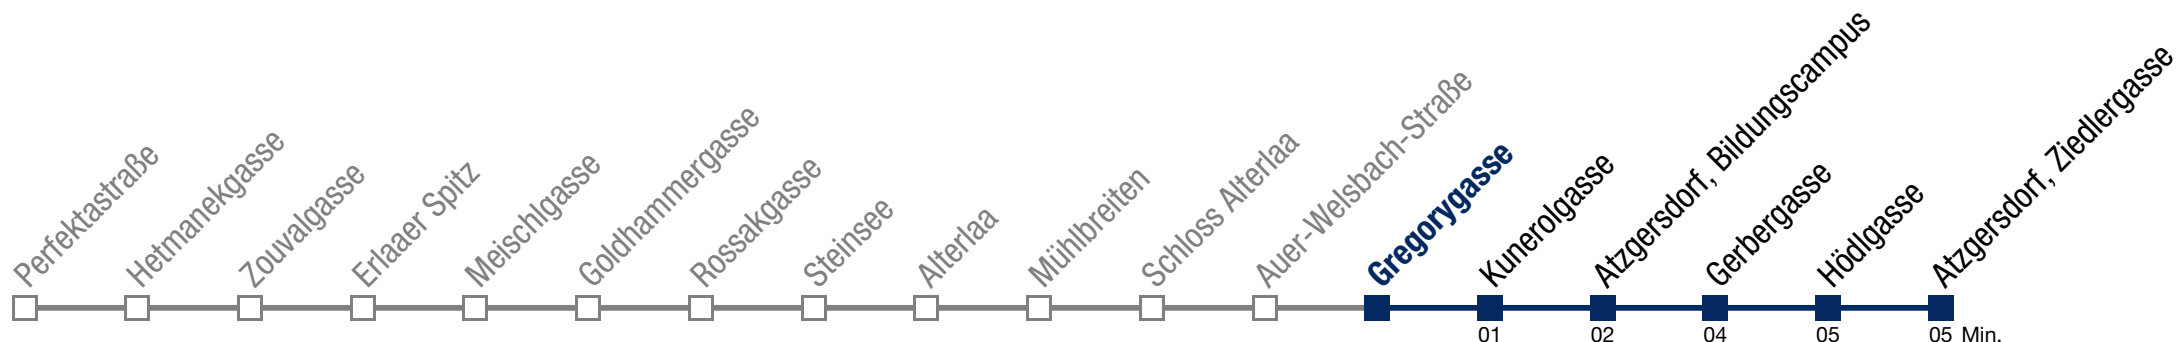 Perfektastraße
Hetmanekgasse
Zouvalgasse
Erlaaer Spitz
Meischlgasse
Goldhammergasse
Rossakgasse
Steinsee
Alterlaa
Mühlbreiten
Schloss Alterlaa
Auer-Welsbach-Straße
Gregorygasse
Kunerolgasse
Atzgersdorf, Bildungscampus
Gerbergasse
Hödlgasse
Atzgersdorf, Ziedlergasse
01 02 04 05 05 Min.